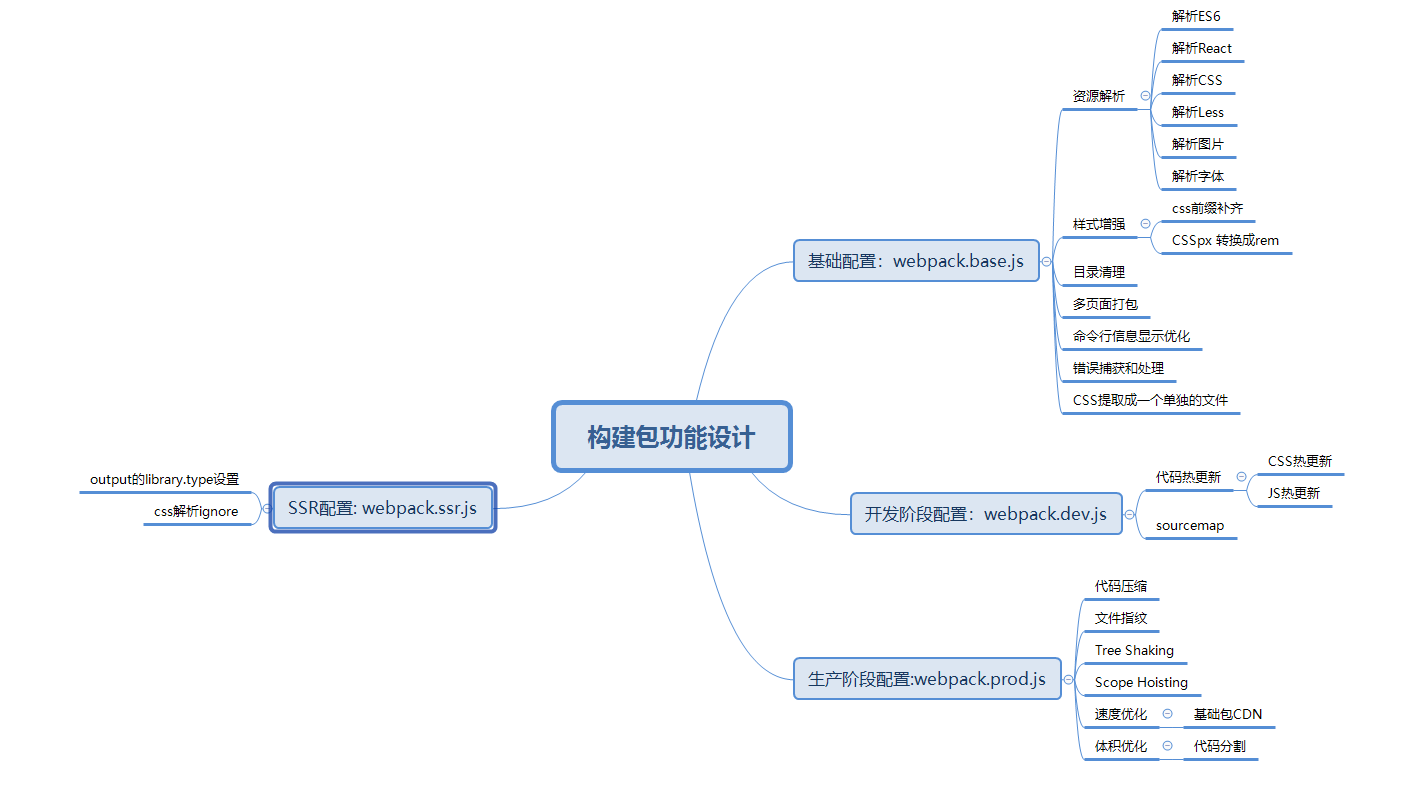 构建包功能设计
基础配置：webpack.base.js
资源解析
解析ES6
解析React
解析CSS
解析Less
解析图片
解析字体
样式增强
css前缀补齐
CSSpx 转换成rem
目录清理
多页面打包
命令行信息显示优化
错误捕获和处理
CSS提取成一个单独的文件
开发阶段配置：webpack.dev.js
代码热更新
CSS热更新
JS热更新
sourcemap
生产阶段配置:webpack.prod.js
代码压缩
文件指纹
Tree Shaking
Scope Hoisting
速度优化
基础包CDN
体积优化
代码分割
SSR配置: webpack.ssr.js
output的library.type设置
css解析ignore